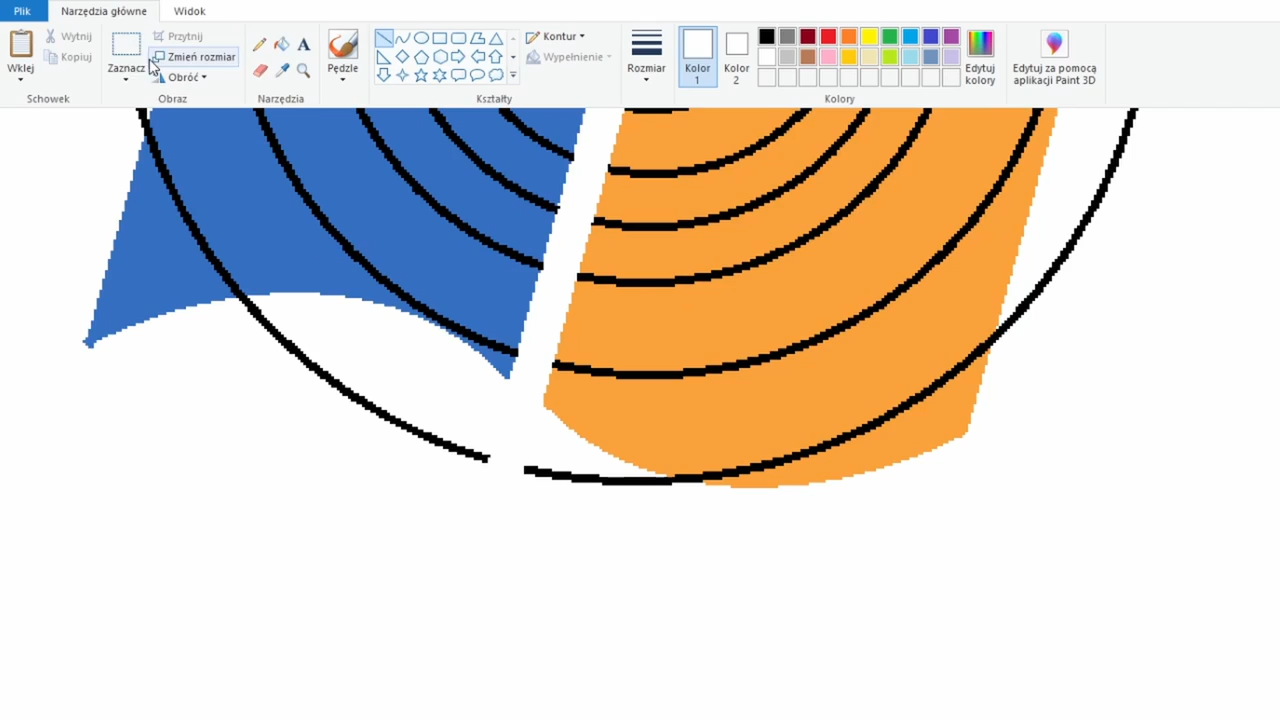 Plik Narzędzia główne Widok
Wklej
Wytnij
Kopiuj
Schowek
Zaznacz
Przytnij
Zmień rozmiar
Obróć
Obraz
A
Narzędzia
Pędzle
Kontur
Wypełnienie
Kształty
Rozmiar
Kolor
1
Kolor
2
Edytuj
kolory
Kolory
Edytuj za pomocą
aplikacji Paint 3D